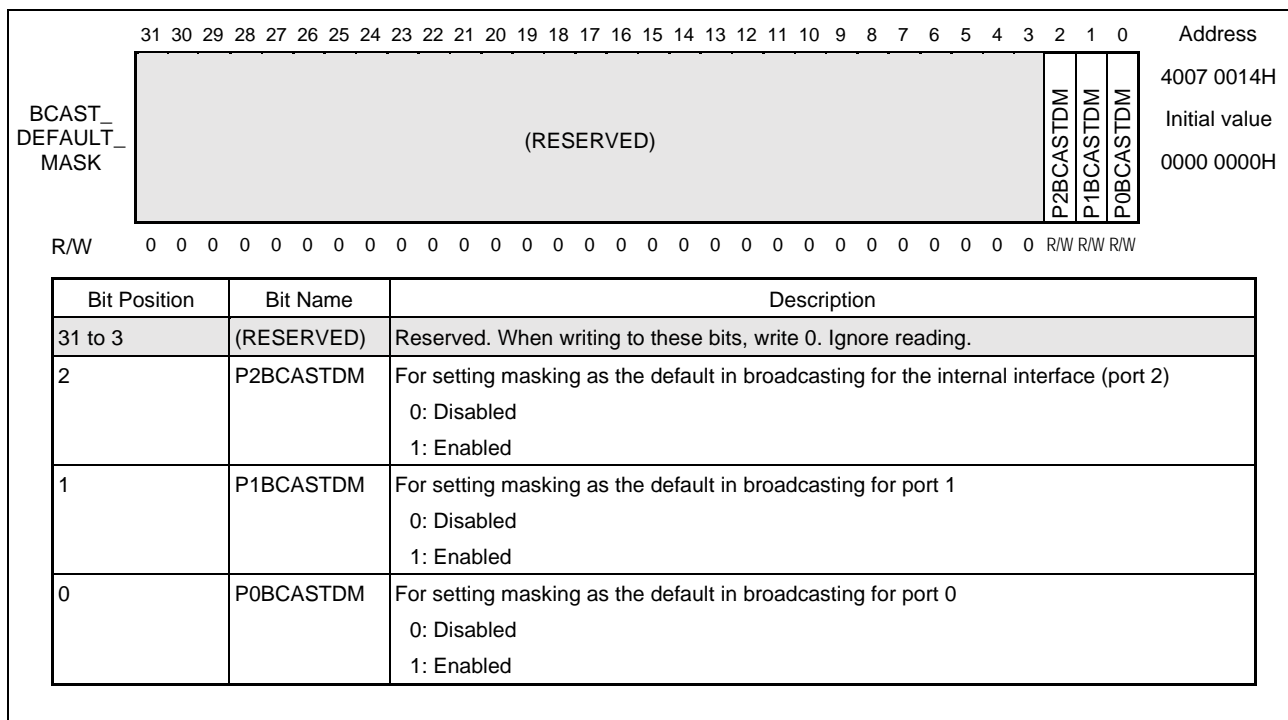 31 30 29 28 27 26 25 24 23 22 21 20 19 18 17 16 15 14 13 12 11 10 9 8 7 6 5 4 3 2 1 0 Address
4007 0014H
Initial value
0000 0000H
BCAST_
DEFAULT_
MASK
(RESERVED)
P2BCASTDM
P1BCASTDM
P0BCASTDM
R/W 0 0 0 0 0 0 0 0 0 0 0 0 0 0 0 0 0 0 0 0 0 0 0 0 0 0 0 0 0 R/W R/W R/W
Bit Position Bit Name Description
31 to 3 (RESERVED) Reserved. When writing to these bits, write 0. Ignore reading.
2 P2BCASTDM For setting masking as the default in broadcasting for the internal interface (port 2)
0: Disabled
1: Enabled
1 P1BCASTDM For setting masking as the default in broadcasting for port 1
0: Disabled
1: Enabled
0 P0BCASTDM For setting masking as the default in broadcasting for port 0
0: Disabled
1: Enabled